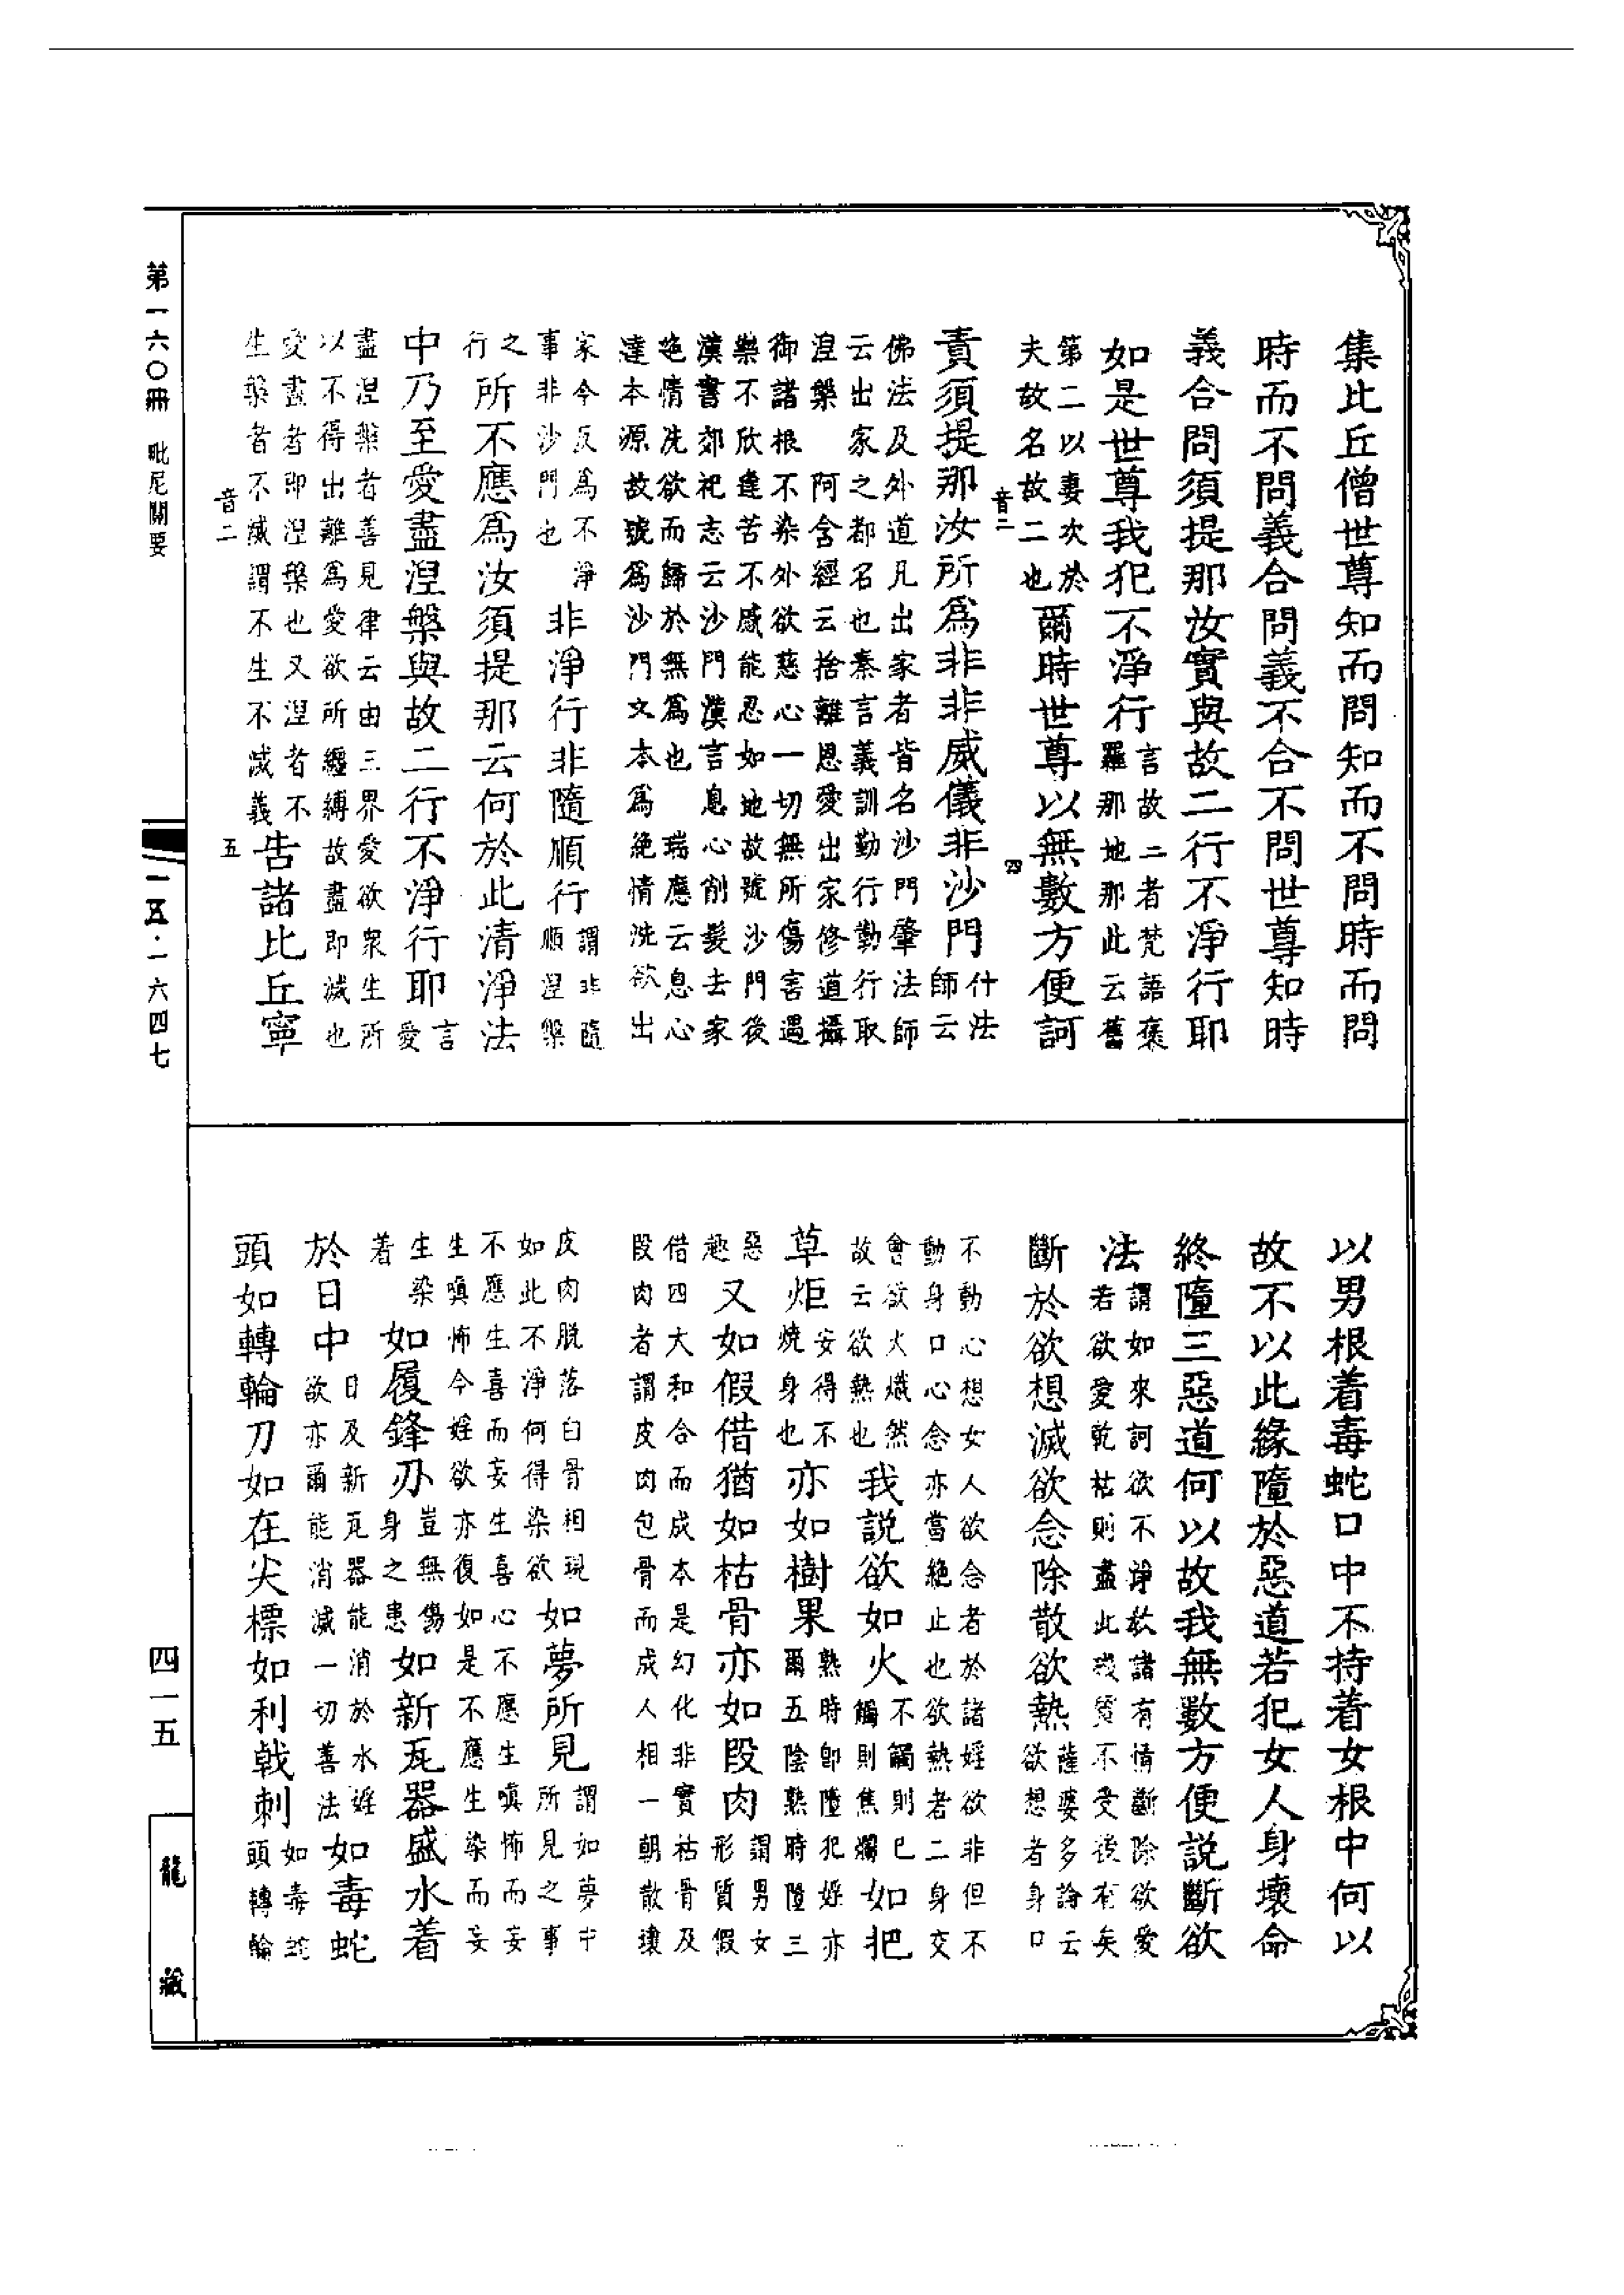 集比丘僧世尊知而問知而不問時而問
時而不問義合問義不合不問世尊知時
義合問須提那汝實與故二行不淨行耶
如是世尊我犯不淨行言故二者梵語褒
羅那地那此云舊
第二以妻次於
夫故名故二也爾時世尊以無數方便訶
責須提那汝所爲非非威儀非沙門什法
師云
佛法及外道凡出家者皆名沙門肇法師
云出家之都名也秦言義訓勤行勤行取
涅槃 阿含經云捨離恩愛出家修道攝
御諸根不染外欲慈心一切無所傷害遇
樂不欣逢苦不慼能忍如地故號沙門後
漢書郊祀志云沙門漢言息心削髮去家
絶情洗欲而歸於無爲也 瑞應云息心
達本源故號爲沙門文本爲絶情洗欲出
家今反爲不淨
事非沙門也 非淨行非隨順行謂非隨
順涅槃
之
行所不應爲汝須提那云何於此清淨法
中乃至愛盡涅槃與故二行不淨行耶言
愛
盡涅槃者善見律云由三界愛欲衆生所
以不得出離爲愛欲所纏縛故盡即滅也
愛盡者即涅槃也又涅者不
生槃者不滅謂不生不滅義告諸比丘寧
音二
四
音二
五
以男根着毒蛇口中不持着女根中何以
故不以此緣墮於惡道若犯女人身壞命
終墮三惡道何以故我無數方便説斷欲
法謂如來訶欲不淨教諸有情斷除欲愛
若欲愛乾枯則盡此殘質不受後有矣
斷於欲想滅欲念除散欲熱薩婆多論云
欲想者身口
不動心想女人欲念者於諸婬欲非但不
動身口心念亦當絶止也欲熱者二身交
會欲火熾然
故云欲熱也我説欲如火不觸則已
觸則焦爛如把
草炬安得不
燒身也亦如樹果熟時即墮犯婬亦
爾五陰熟時墮三
惡
趣又如假借猶如枯骨亦如段肉謂男女
形質假
借四大和合而成本是幻化非實枯骨及
段肉者謂皮肉包骨而成人相一朝散壞
皮肉脫落白骨相現
如此不淨何得染欲如夢所見謂如夢中
所見之事
不應生喜而妄生喜心不應生嗔怖而妄
生嗔怖今婬欲亦復如是不應生染而妄
生染
着 如履鋒刃豈無傷
身之患如新瓦器盛水着
於日中日及新瓦器能消於水婬
欲亦爾能消滅一切善法如毒蛇
頭如轉輪刀如在尖標如利戟刺如毒蛇
頭轉輪
第一六〇冊 毗尼關要
一五·一六四七
四一五
龍藏